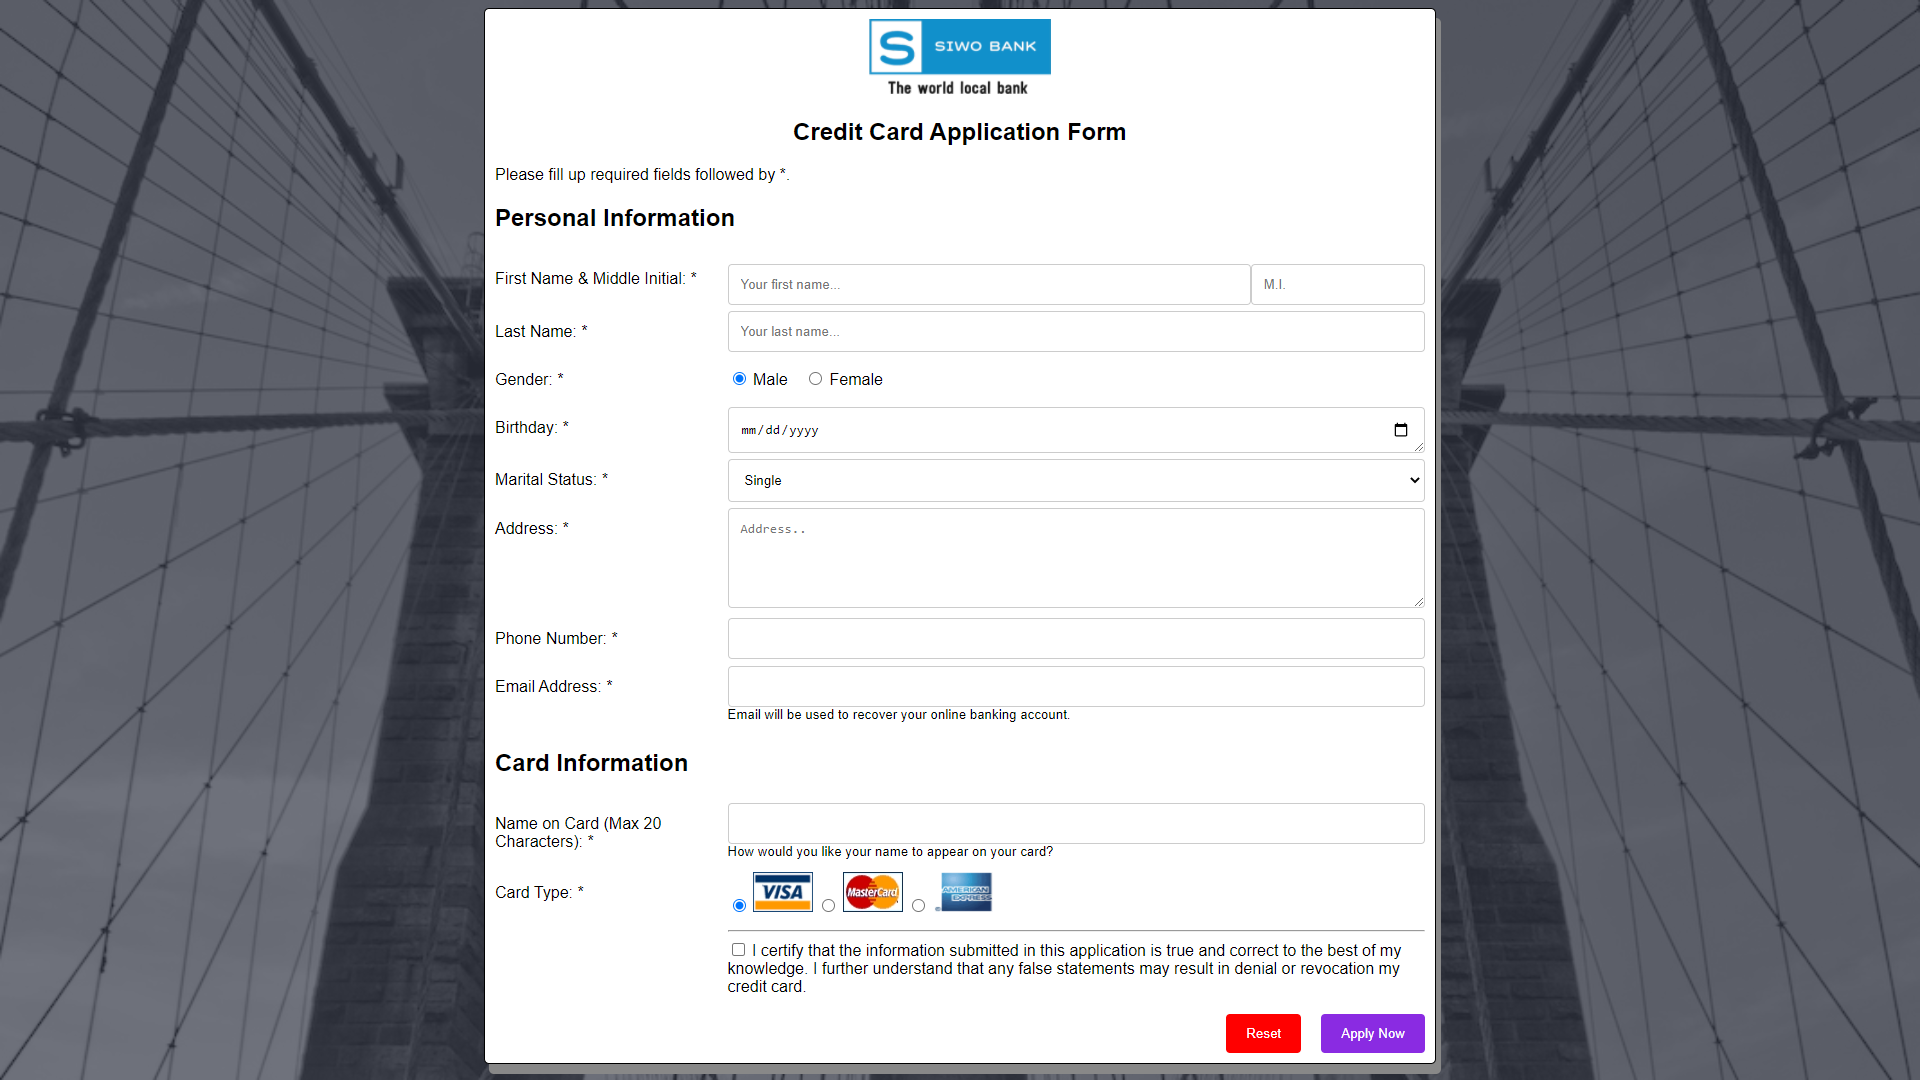 S SIWO BANK
The world local bank
Credit Card Application Form
Please fill up required fields followed by *.
Personal Information
First Name & Middle Initial: * Your first name... M.I.
Last Name: * Your last name...
Gender: * Male Female
Birthday: * mm/dd/yyyy
Marital Status: * Single
Address: * Address..
Phone Number: *
Email Address: *
Email will be used to recover your online banking account.
Card Information
Name on Card (Max 20
Characters): *
How would you like your name to appear on your card?
Card Type: * VISA MasterCard AMERICAN EXPRESS
I certify that the information submitted in this application is true and correct to the best of my
knowledge. I further understand that any false statements may result in denial or revocation my
credit card.
Reset Apply Now